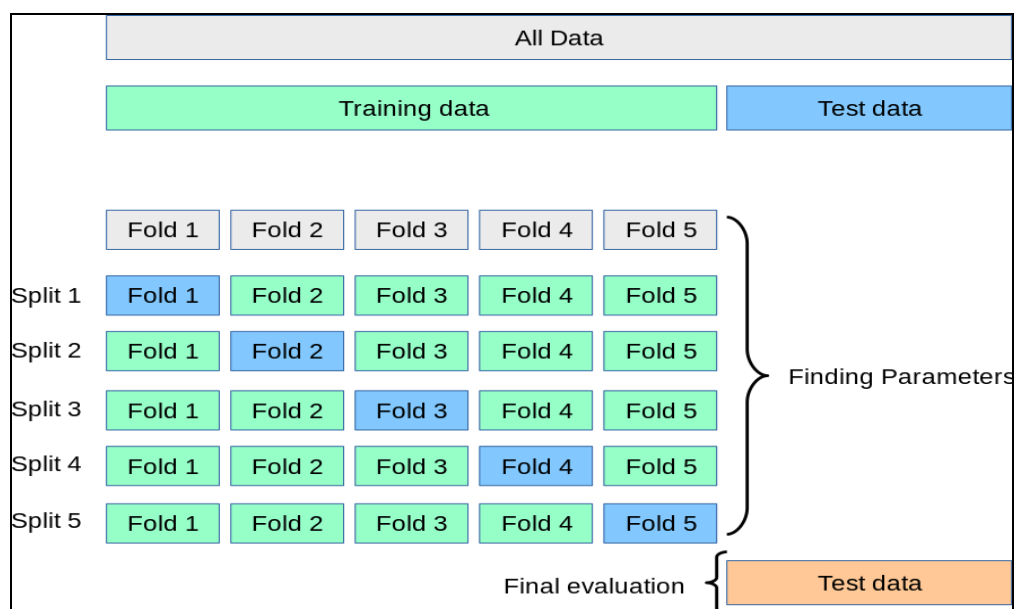 All Data
Training data Test data
Fold 1 Fold 2 Fold 3 Fold 4 Fold 5
Split 1 Fold 1 Fold 2 Fold 3 Fold 4 Fold 5
Split 2 Fold 1 Fold 2 Fold 3 Fold 4 Fold 5
Finding Parameters
Split 3 Fold 1 Fold 2 Fold 3 Fold 4 Fold 5
Split 4 Fold 1 Fold 2 Fold 3 Fold 4 Fold 5
Split 5 Fold 1 Fold 2 Fold 3 Fold 4 Fold 5
Final evaluation Test data